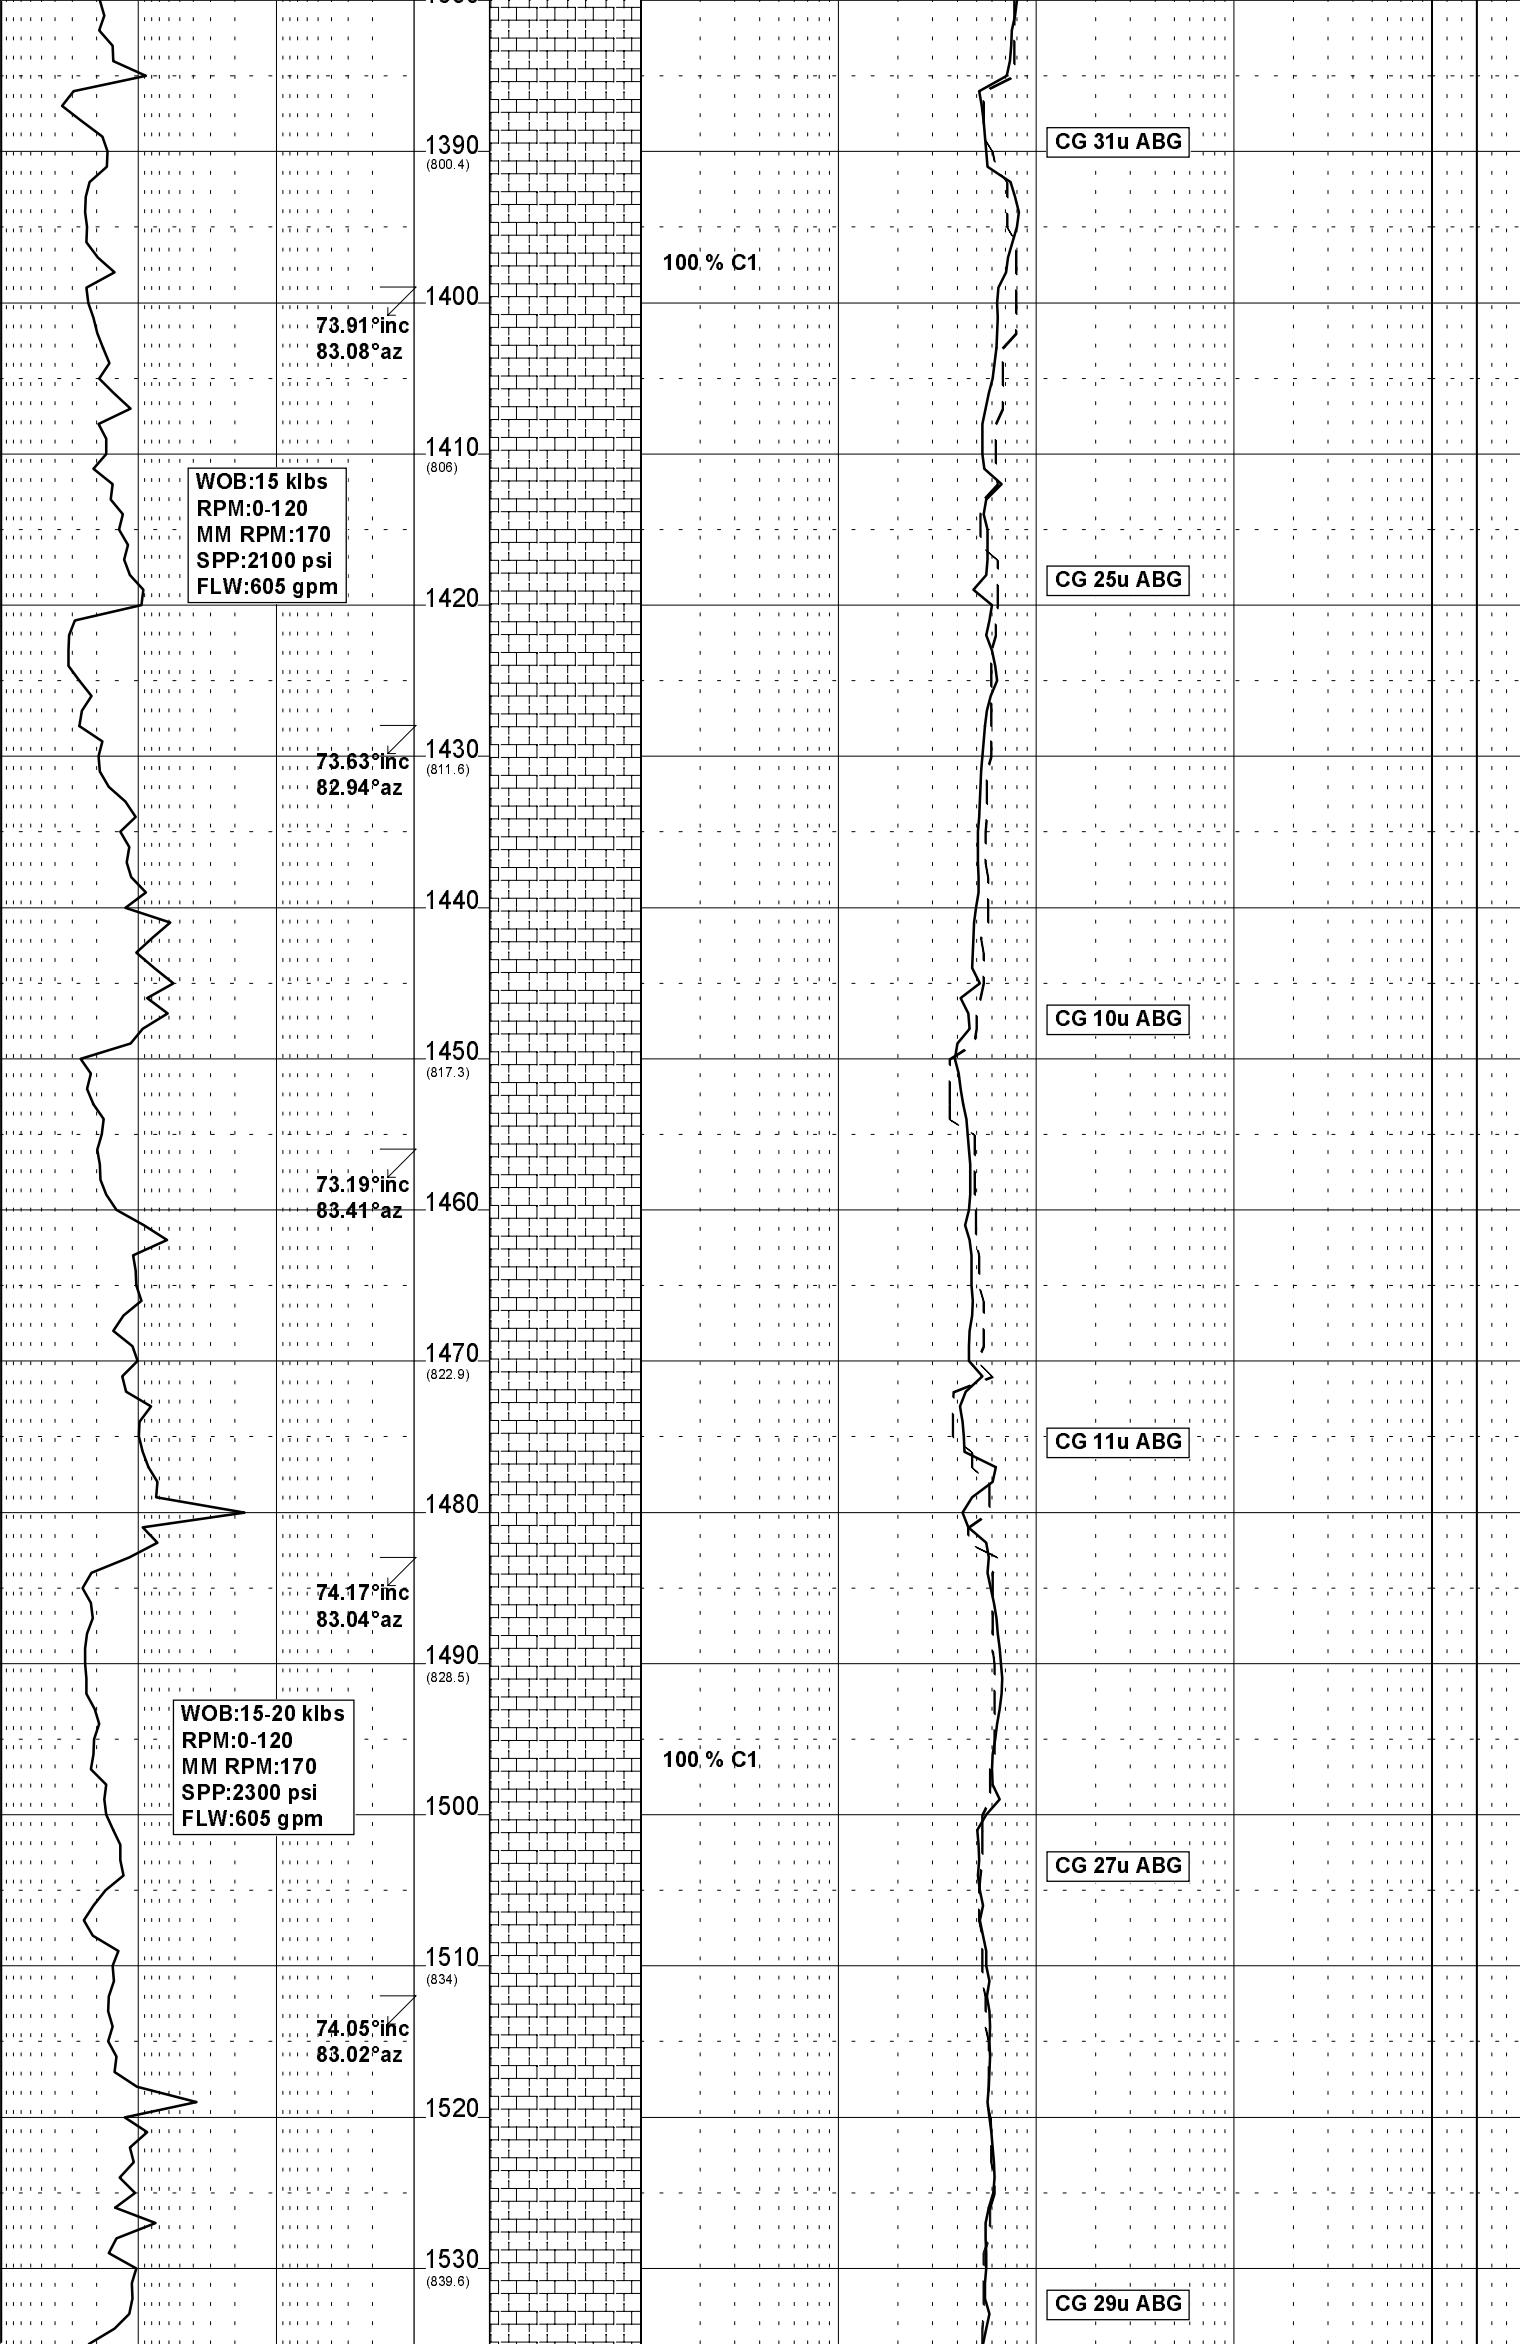 1390
(800.4)
CG 31u ABG
100 % C1
1400
73.91°inc
83.08°az
1410
(806)
WOB:15 klbs
RPM:0-120
MM RPM:170
SPP:2100 psi
FLW:605 gpm
CG 25u ABG
1420
1430
(811.6)
73.63°inc
82.94°az
1440
CG 10u ABG
1450
(817.3)
73.19°inc
83.41°az
1460
1470
(822.9)
CG 11u ABG
1480
74.17°inc
83.04°az
1490
(828.5)
WOB:15-20 klbs
RPM:0-120
MM RPM:170
SPP:2300 psi
FLW:605 gpm
100 % C1
1500
CG 27u ABG
1510
(834)
74.05°inc
83.02°az
1520
1530
(839.6)
CG 29u ABG